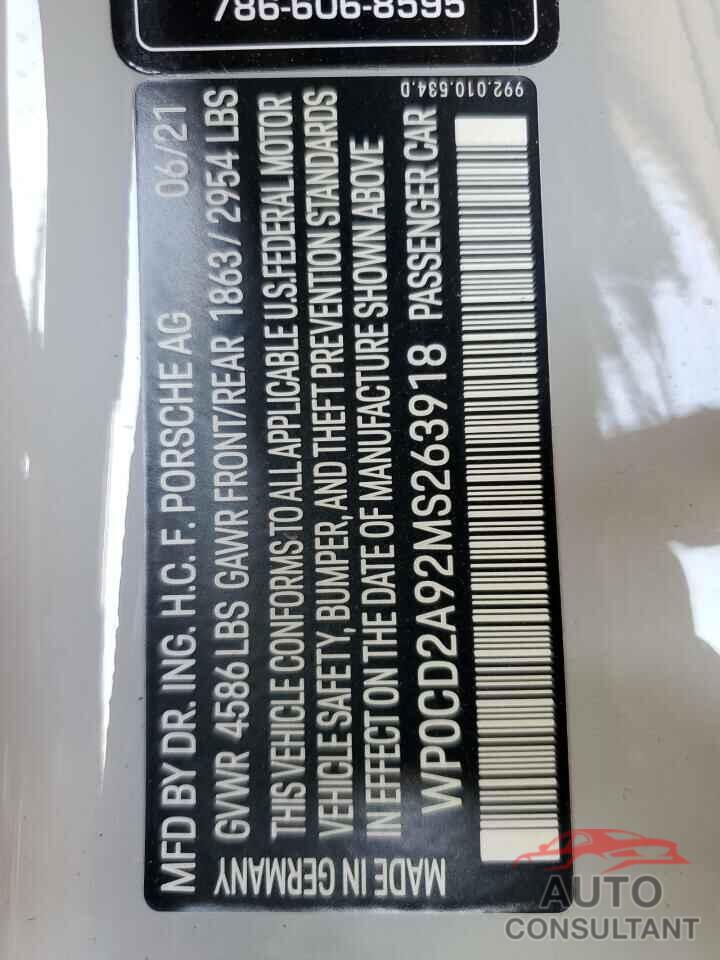 786-606-8595
MFD BY DR. ING. H.C. F. PORSCHE AG 06/21
GVWR 4586 LBS GAWR FRONT/REAR 1863/2954 LBS
THIS VEHICLE CONFORMS TO ALL APPLICABLE U.S. FEDERAL MOTOR
VEHICLE SAFETY, BUMPER, AND THEFT PREVENTION STANDARDS
IN EFFECT ON THE DATE OF MANUFACTURE SHOWN ABOVE
WP0CD2A92MS263918 PASSENGER CAR
MADE IN GERMANY
992.010.534.D
AUTO
CONSULTANT